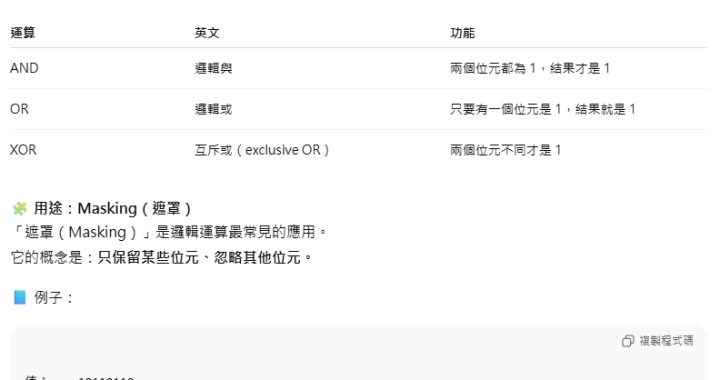 運算 英文 功能
AND 邏輯與 兩個位元都為 1，結果才是 1
OR 邏輯或 只要有一個位元是 1，結果就是 1
XOR 互斥或（exclusive OR） 兩個位元不同才是 1
用途：Masking（遮罩）
「遮罩（Masking）」是邏輯運算最常見的應用。
它的概念是：只保留某些位元、忽略其他位元。
例子：
複製程式碼